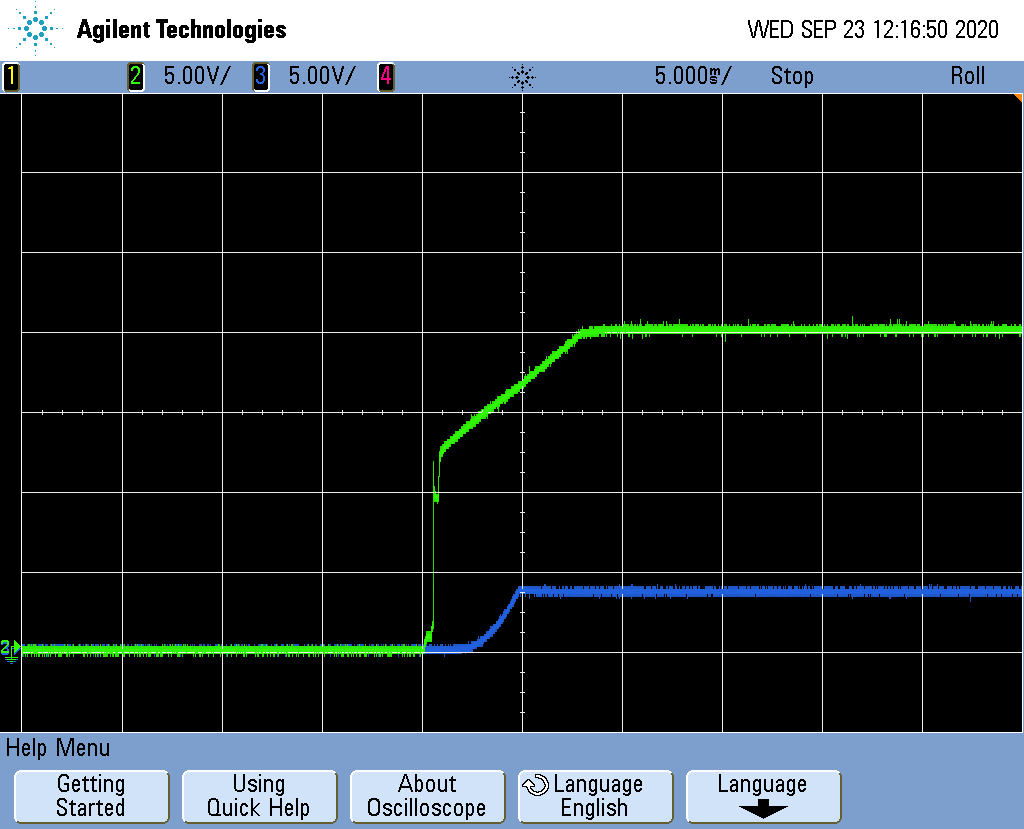 Agilent Technologies
WED SEP 23 12:16:50 2020
1 2 5.00V/ 3 5.00V/ 4 5.000ms/ Stop Roll
2
Help Menu
Getting Started
Using Quick Help
About Oscilloscope
Language English
Language